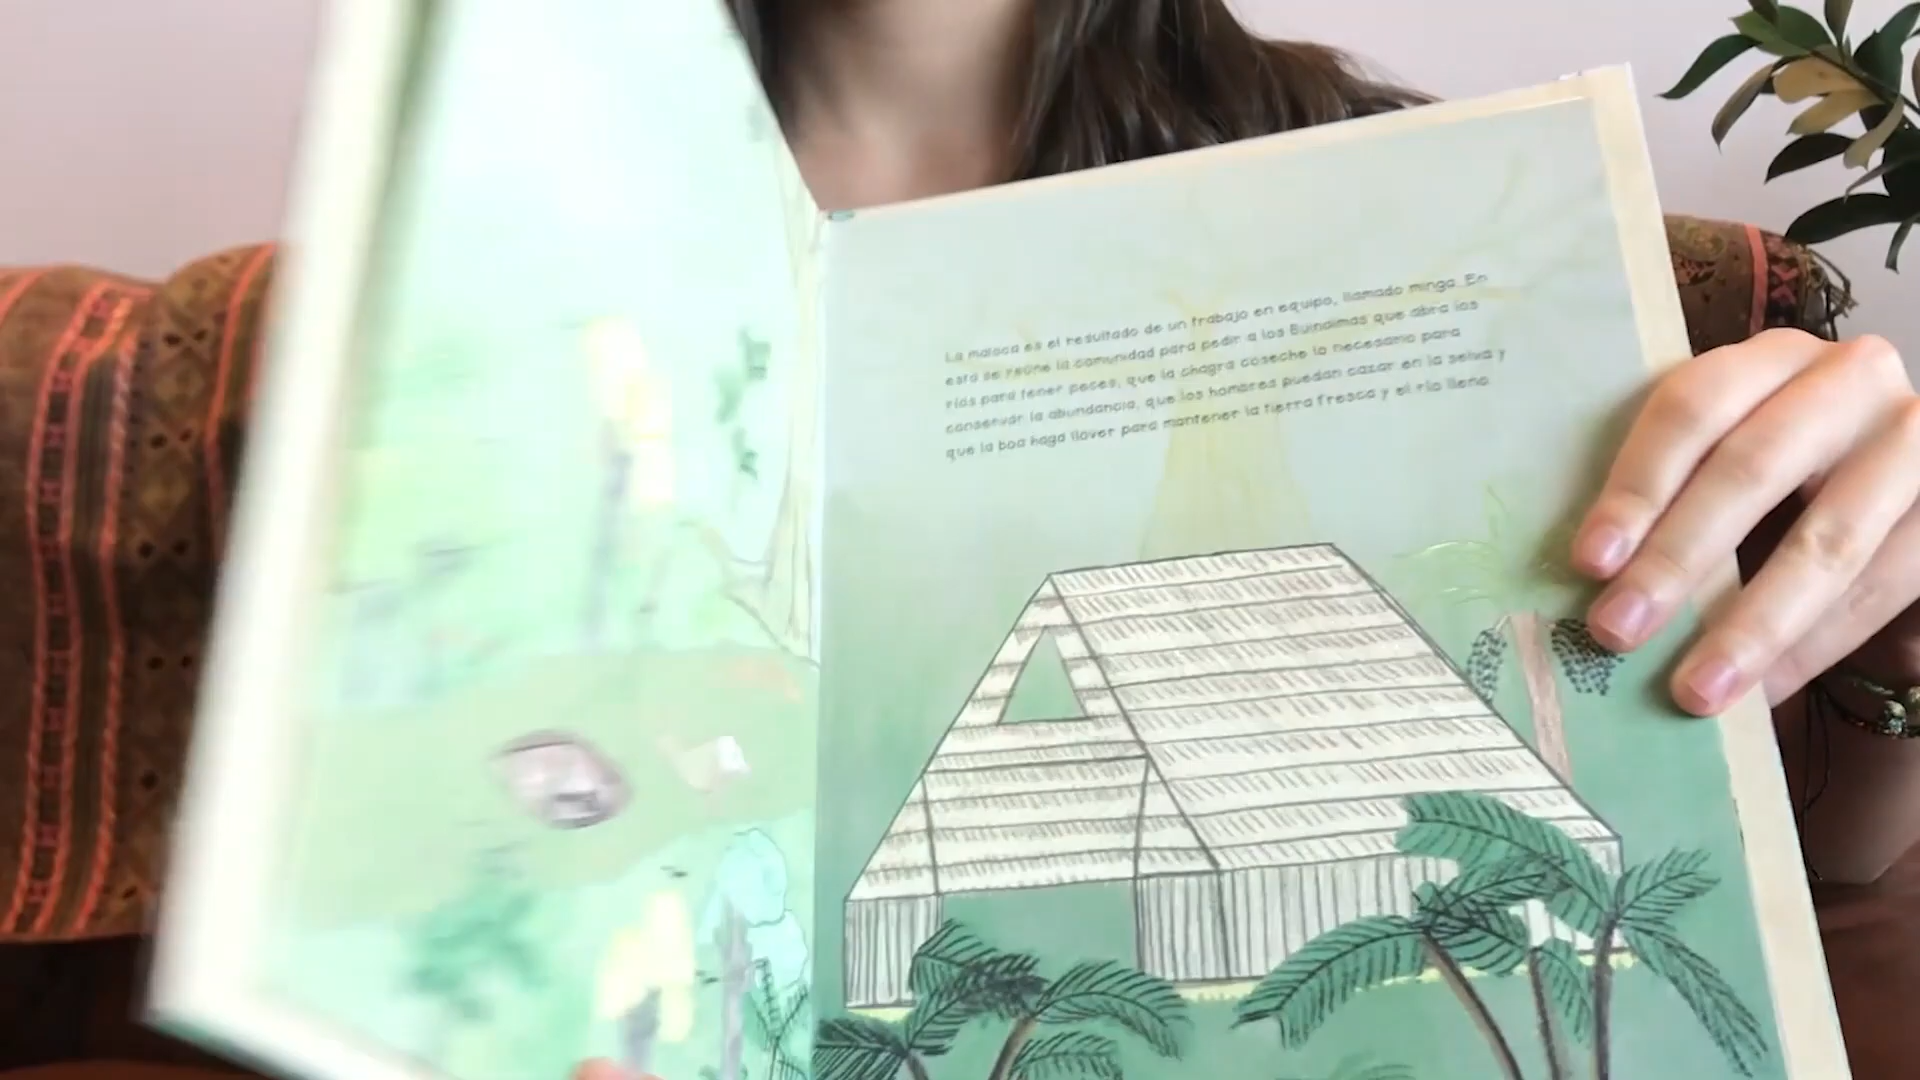 La maloca es el resultado de un trabajo en equipo, llamado minga. En
esta se reúne la comunidad para pedir a los Buinaimas que abra los
ríos para tener peces, que la chagra coseche lo necesario para
conservar la abundancia, que los hombres puedan cazar en la selva y
que la boa haga llover para mantener la tierra fresca y el río lleno.